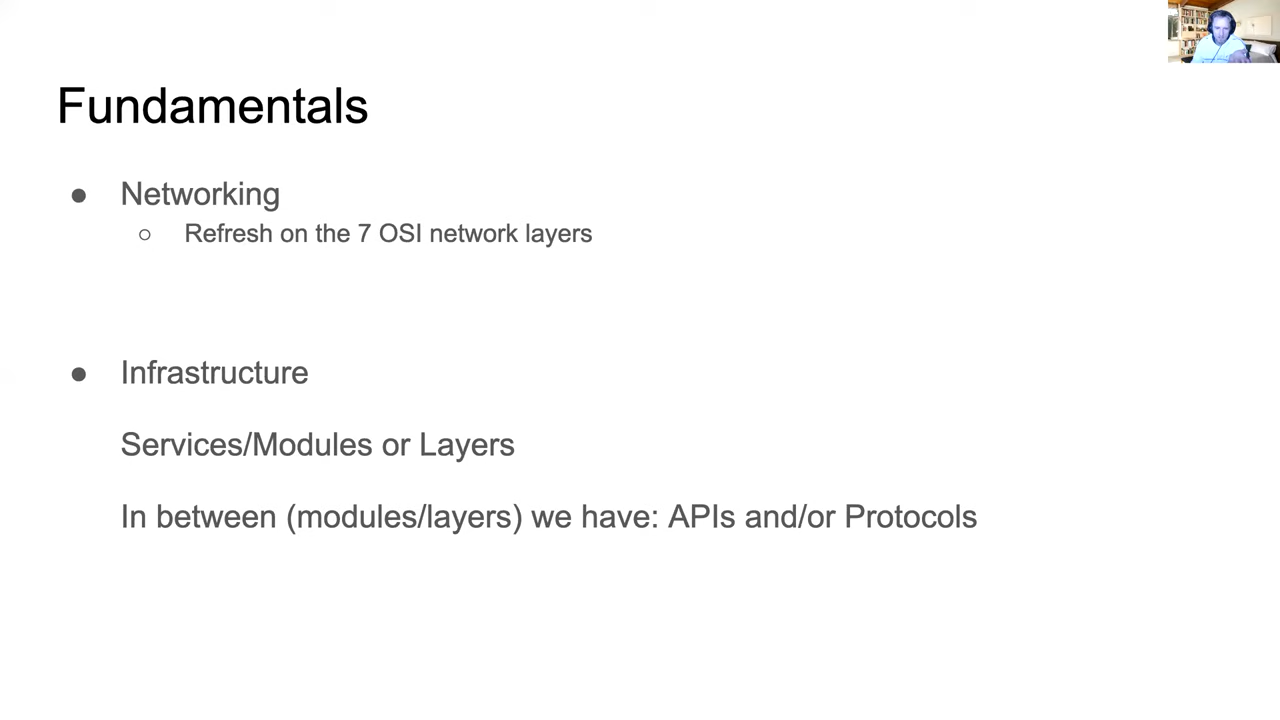 Fundamentals
● Networking
○ Refresh on the 7 OSI network layers
● Infrastructure
Services/Modules or Layers
In between (modules/layers) we have: APIs and/or Protocols